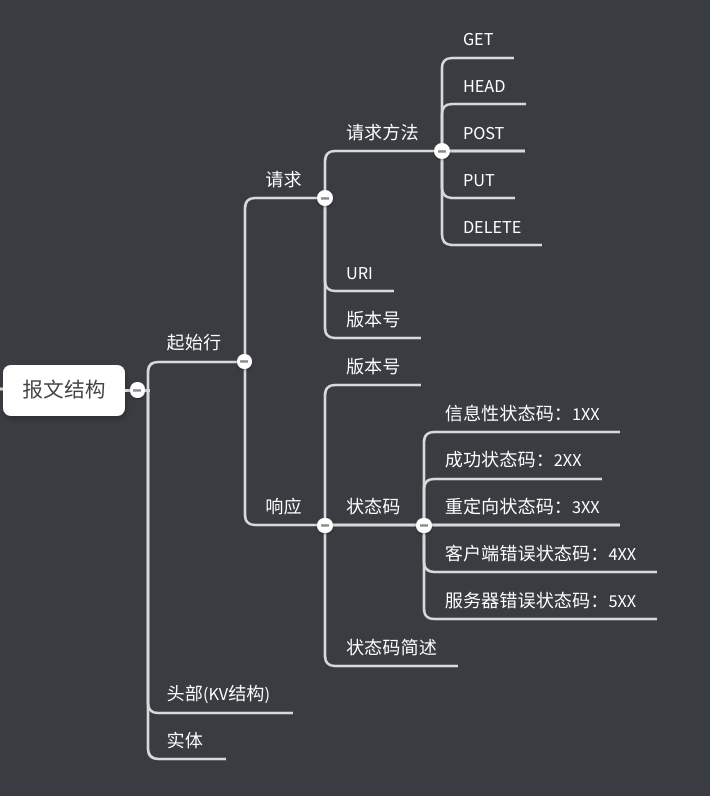 GET
HEAD
请求方法
POST
请求
PUT
DELETE
URI
版本号
起始行
版本号
报文结构
信息性状态码：1XX
成功状态码：2XX
响应
状态码
重定向状态码：3XX
客户端错误状态码：4XX
服务器错误状态码：5XX
状态码简述
头部(KV结构)
实体